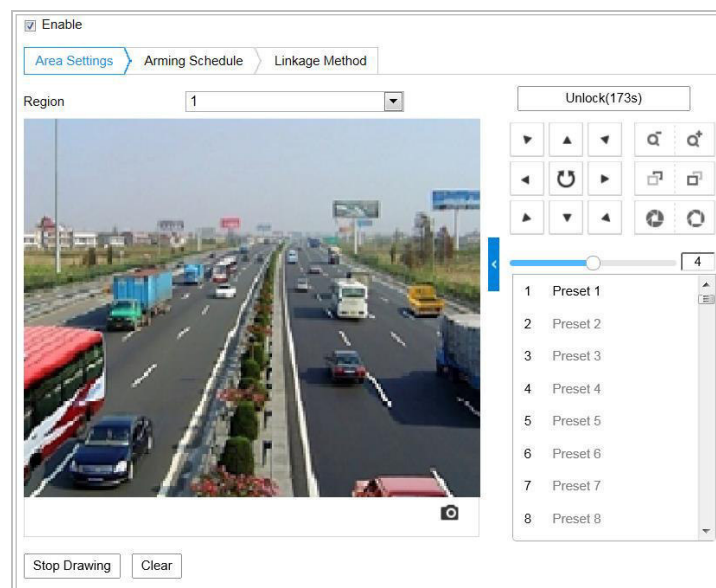 Enable
Area Settings
Arming Schedule
Linkage Method
Region
1
Unlock(173s)
4
1 Preset 1
2 Preset 2
3 Preset 3
4 Preset 4
5 Preset 5
6 Preset 6
7 Preset 7
8 Preset 8
Stop Drawing
Clear